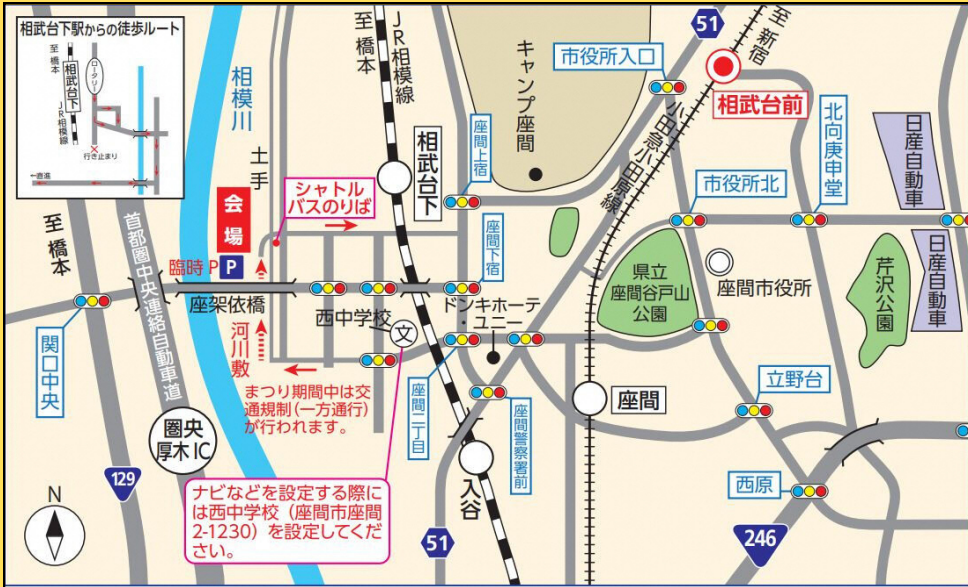 相武台下駅からの徒歩ルート
至 橋本
相武台下
ロータリー
JR相模線
行き止まり
←直進
相模川
至 橋本
JR相模線
キャンプ座間
51
至 新宿
市役所入口
相武台前
小田急小田原線
北向庚申堂
日産自動車
土手
シャトル
バスのりば
相武台下
座間上宿
市役所北
会場
臨時P P
至 橋本
首都圏中央連絡自動車道
座架依橋
座間下宿
県立
座間谷戸山
公園
座間市役所
芹沢公園
日産自動車
西中学校
文
ドンキホーテ
・
ユニー
関口中央
河川敷
まつり期間中は交
通規制(一方通行)
が行われます。
座間二丁目
座間警察署前
座間
立野台
圏央
厚木IC
129
入谷
西原
N
ナビなどを設定する際に
は西中学校（座間市座間
2-1230）を設定してくだ
さい。
51
246